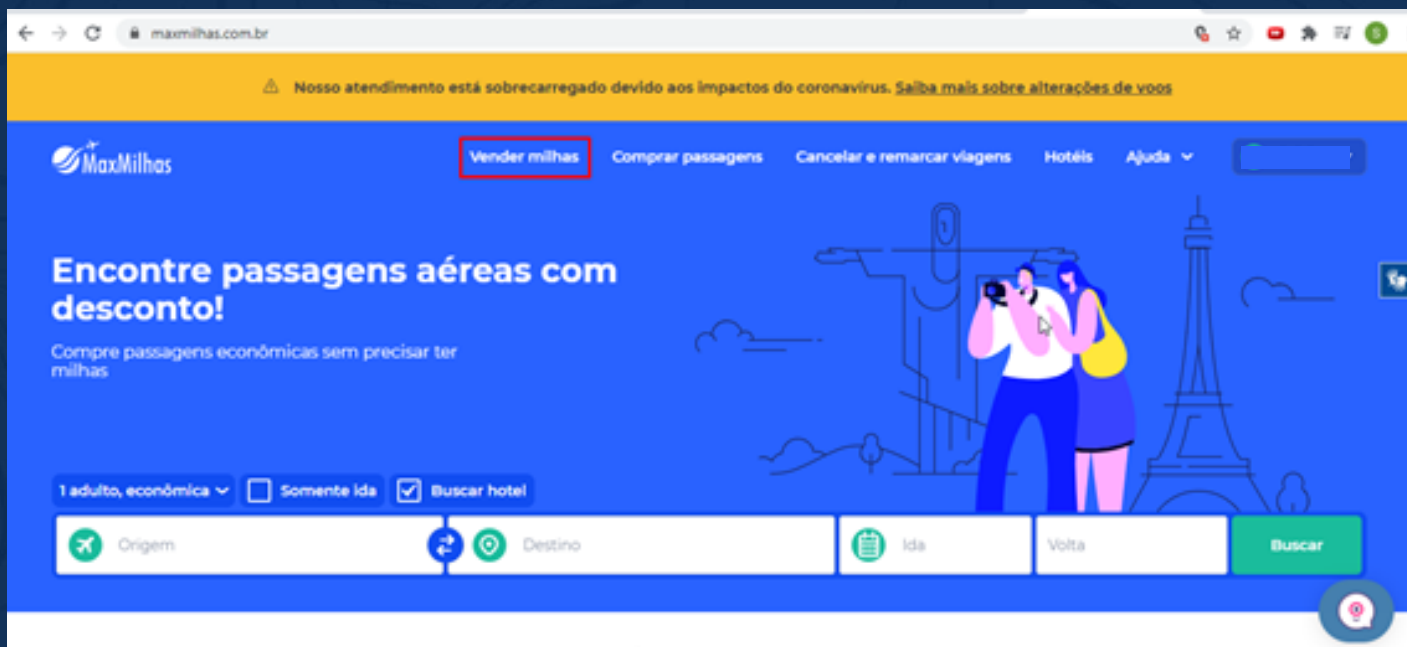 maxmilhas.com.br
S
Nosso atendimento está sobrecarregado devido aos impactos do coronavírus. Saiba mais sobre alterações de voos
MaxMilhas
Vender milhas
Comprar passagens
Cancelar e remarcar viagens
Hotéis
Ajuda
Encontre passagens aéreas com
desconto!
Compre passagens econômicas sem precisar ter
milhas
1 adulto, econômica
Somente ida
Buscar hotel
Origem
Destino
Ida
Volta
Buscar